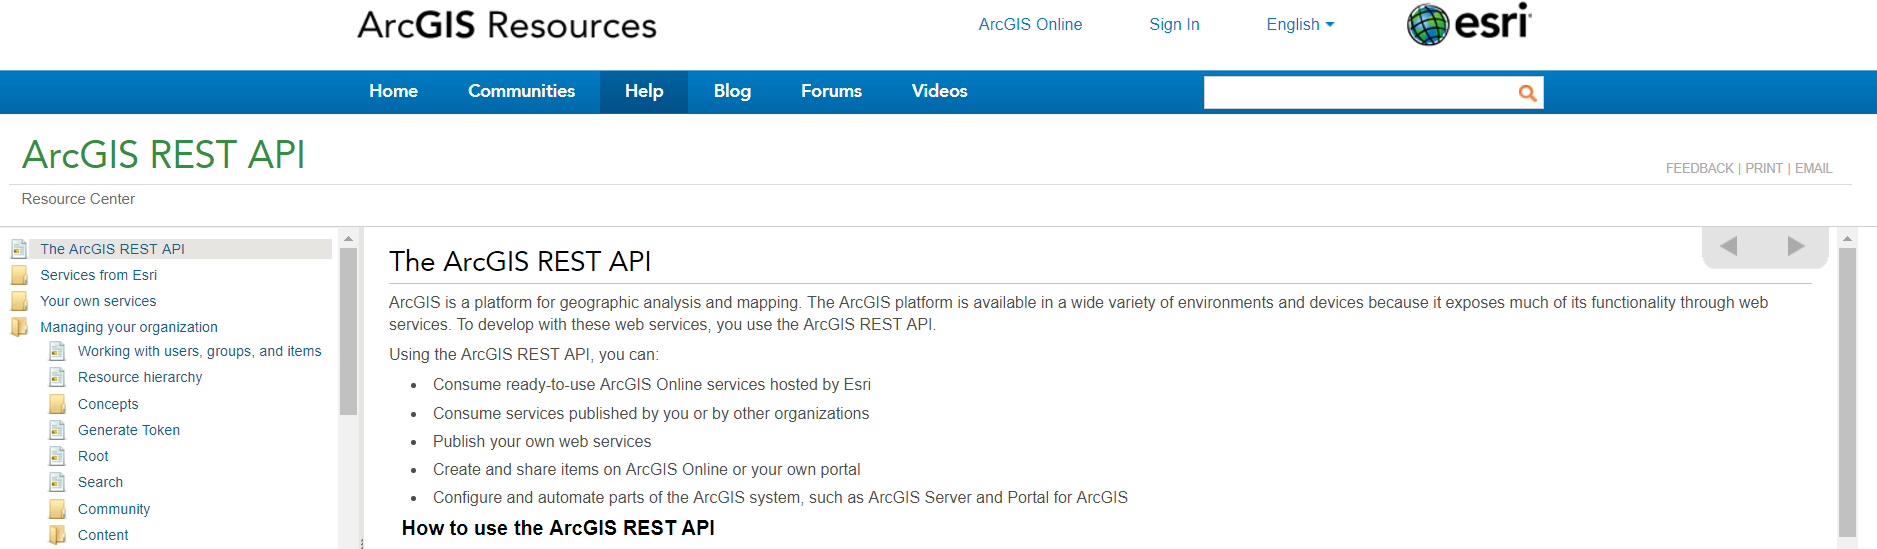 ArcGIS Resources
ArcGIS Online
Sign In
English
esri
Home
Communities
Help
Blog
Forums
Videos
ArcGIS REST API
FEEDBACK | PRINT | EMAIL
Resource Center
The ArcGIS REST API
Services from Esri
Your own services
Managing your organization
Working with users, groups, and items
Resource hierarchy
Concepts
Generate Token
Root
Search
Community
Content
The ArcGIS REST API
ArcGIS is a platform for geographic analysis and mapping. The ArcGIS platform is available in a wide variety of environments and devices because it exposes much of its functionality through web
services. To develop with these web services, you use the ArcGIS REST API.
Using the ArcGIS REST API, you can:
• Consume ready-to-use ArcGIS Online services hosted by Esri
• Consume services published by you or by other organizations
• Publish your own web services
• Create and share items on ArcGIS Online or your own portal
• Configure and automate parts of the ArcGIS system, such as ArcGIS Server and Portal for ArcGIS
How to use the ArcGIS REST API